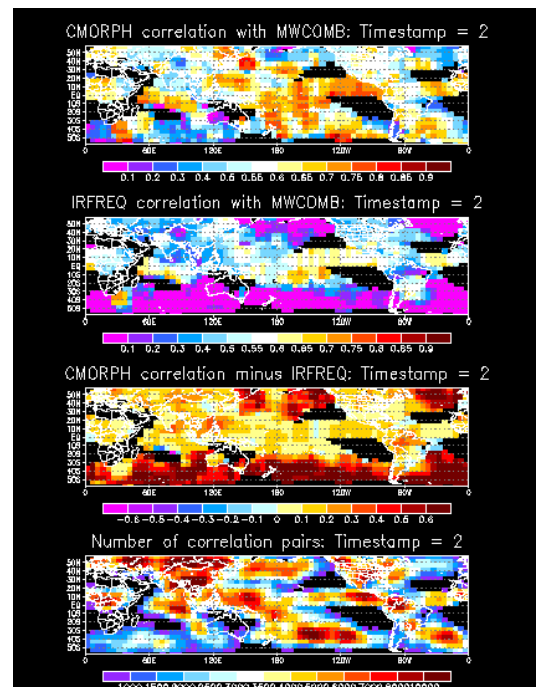 CMORPH correlation with MWCOMB: Timestamp = 2
50N
40N
30N
20N
10N
EQ
10S
20S
30S
40S
50S
0 60E 120E 180 120W 60W 0
0.1 0.2 0.3 0.4 0.5 0.55 0.6 0.65 0.7 0.75 0.8 0.85 0.9
IRFREQ correlation with MWCOMB: Timestamp = 2
50N
40N
30N
20N
10N
EQ
10S
20S
30S
40S
50S
0 60E 120E 180 120W 60W 0
0.1 0.2 0.3 0.4 0.5 0.55 0.6 0.65 0.7 0.75 0.8 0.85 0.9
CMORPH correlation minus IRFREQ: Timestamp = 2
50N
40N
30N
20N
10N
EQ
10S
20S
30S
40S
50S
0 60E 120E 180 120W 60W 0
-0.6 -0.5 -0.4 -0.3 -0.2 -0.1 0 0.1 0.2 0.3 0.4 0.5 0.6
Number of correlation pairs: Timestamp = 2
50N
40N
30N
20N
10N
EQ
10S
20S
30S
40S
50S
0 60E 120E 180 120W 60W 0